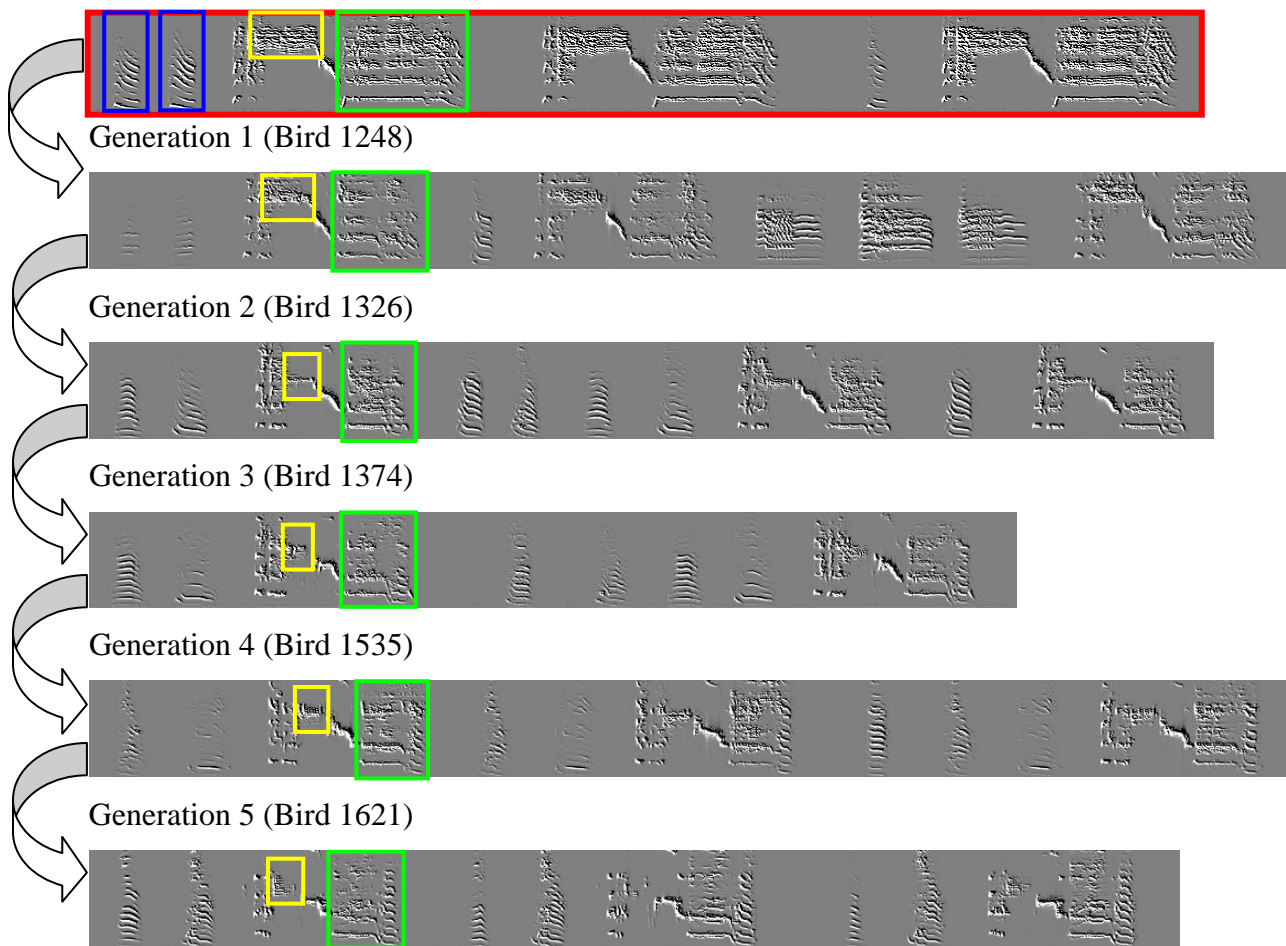 Generation 1 (Bird 1248)
Generation 2 (Bird 1326)
Generation 3 (Bird 1374)
Generation 4 (Bird 1535)
Generation 5 (Bird 1621)